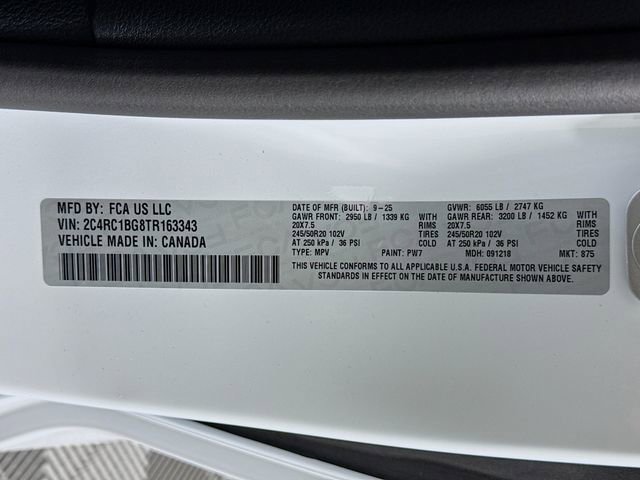 MFD BY: FCA US LLC
VIN: 2C4RC1BG8TR163343
VEHICLE MADE IN: CANADA
DATE OF MFR (BUILT): 9-25 GVWR: 6055 LB / 2747 KG
GAWR FRONT: 2950 LB / 1339 KG WITH GAWR REAR: 3200 LB / 1452 KG WITH
20X7.5 RIMS 20X7.5 RIMS
245/50R20 102V TIRES 245/50R20 102V TIRES
AT 250 kPa / 36 PSI COLD AT 250 kPa / 36 PSI COLD
TYPE: MPV PAINT: PW7 MDH: 091218 MKT: 875
THIS VEHICLE CONFORMS TO ALL APPLICABLE U.S.A. FEDERAL MOTOR VEHICLE SAFETY
STANDARDS IN EFFECT ON THE DATE OF MANUFACTURE SHOWN ABOVE.